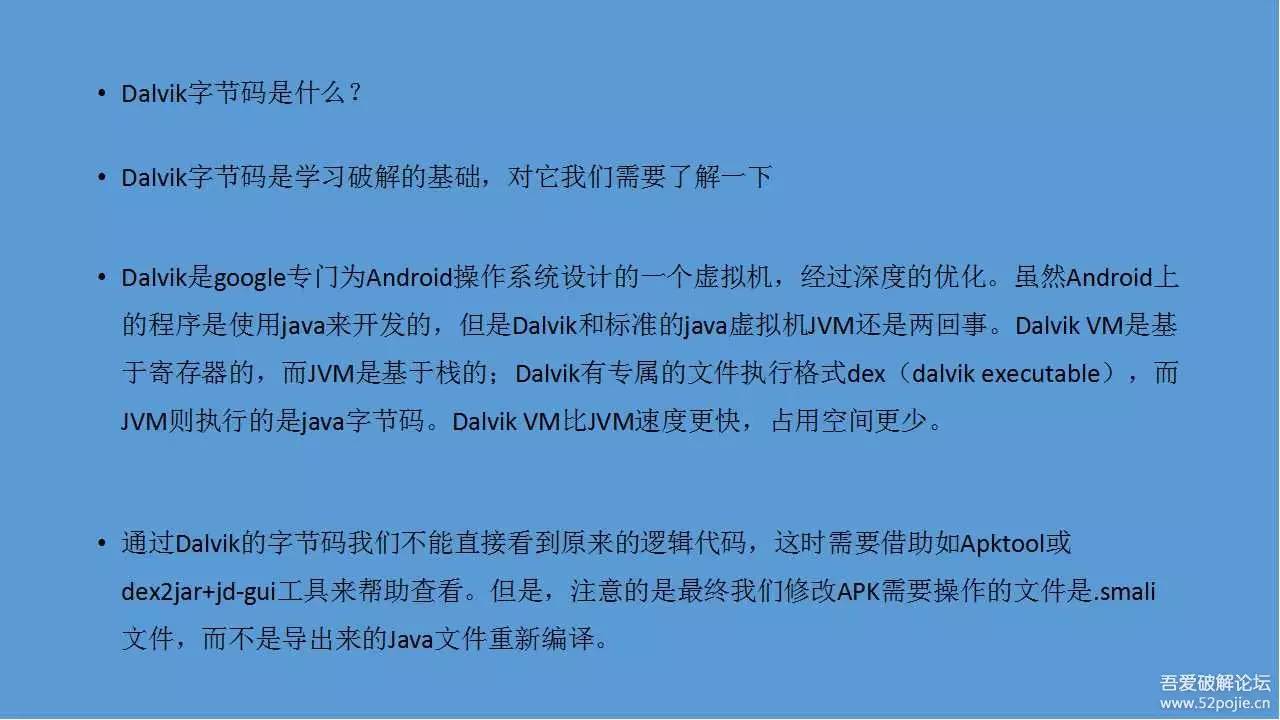 • Dalvik字节码是什么？
• Dalvik字节码是学习破解的基础，对它我们需要了解一下
• Dalvik是google专门为Android操作系统设计的一个虚拟机，经过深度的优化。虽然Android上
的程序是使用java来开发的，但是Dalvik和标准的java虚拟机JVM还是两回事。Dalvik VM是基
于寄存器的，而JVM是基于栈的；Dalvik有专属的文件执行格式dex（dalvik executable），而
JVM则执行的是java字节码。Dalvik VM比JVM速度更快，占用空间更少。
• 通过Dalvik的字节码我们不能直接看到原来的逻辑代码，这时需要借助如Apktool或
dex2jar+jd-gui工具来帮助查看。但是，注意的是最终我们修改APK需要操作的文件是.smali
文件，而不是导出来的Java文件重新编译。
吾爱破解论坛
www.52pojie.cn